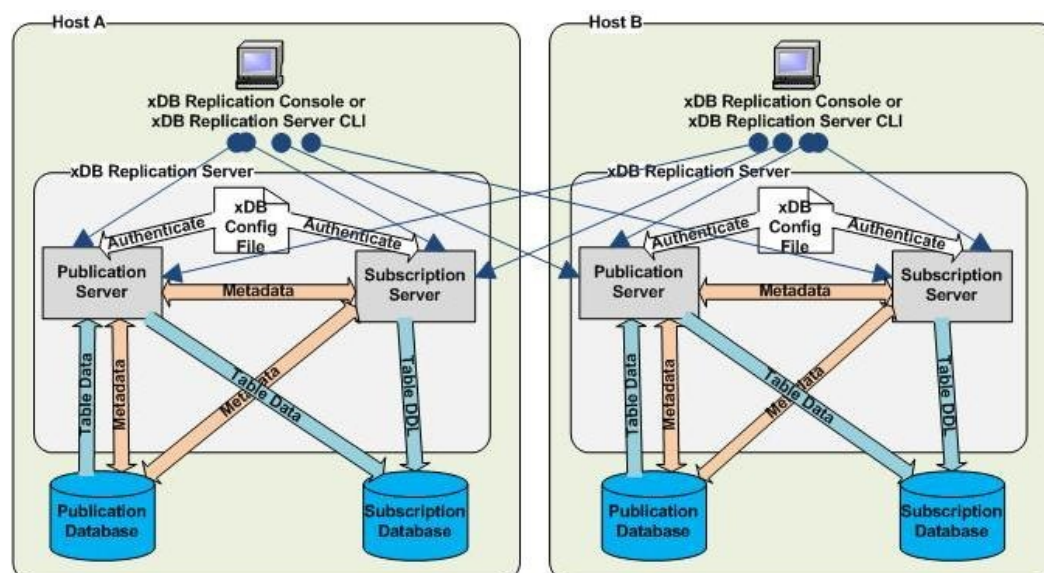 Host A
xDB Replication Console or
xDB Replication Server CLI
xDB Replication Server
xDB
Config
File
Authenticate
Authenticate
Publication
Server
Subscription
Server
Metadata
Table Data
Metadata
Table Data
Metadata
Table DDL
Publication
Database
Subscription
Database
Host B
xDB Replication Console or
xDB Replication Server CLI
xDB Replication Server
xDB
Config
File
Authenticate
Authenticate
Publication
Server
Subscription
Server
Metadata
Table Data
Metadata
Table Data
Metadata
Table DDL
Publication
Database
Subscription
Database